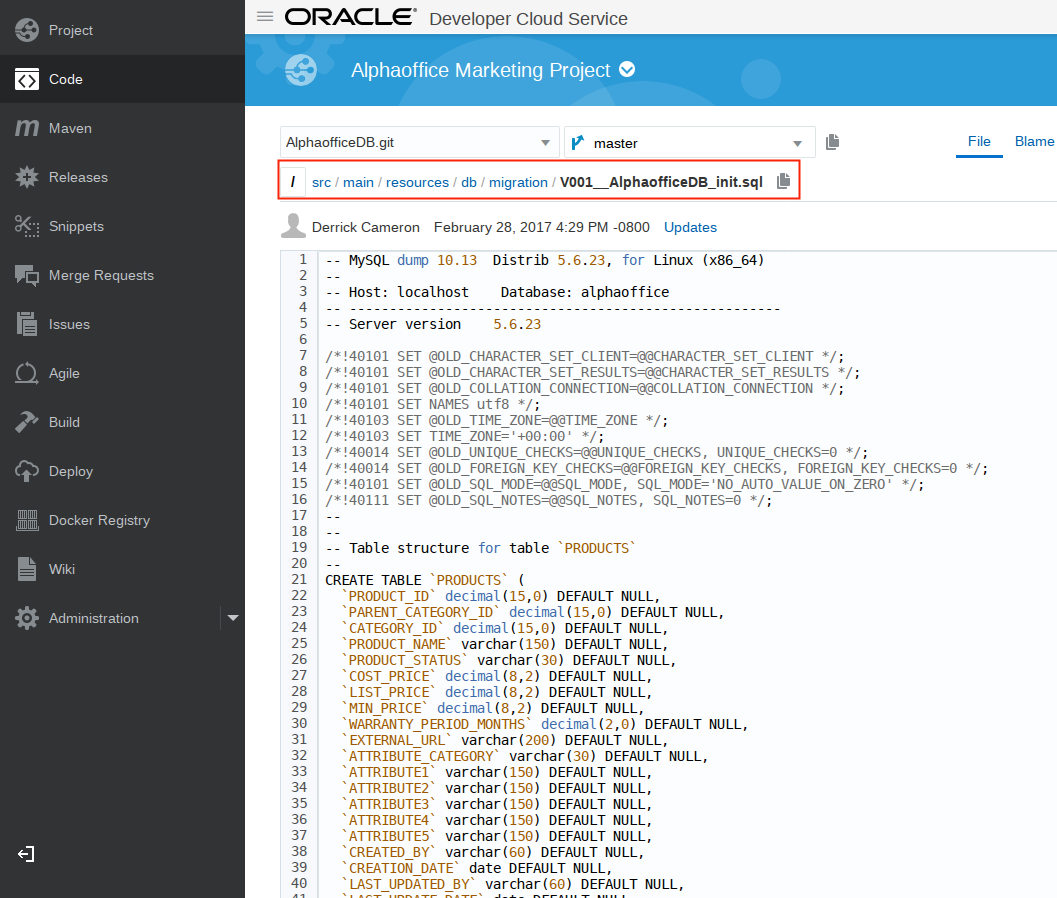 Project
Code
Maven
Releases
Snippets
Merge Requests
Issues
Agile
Build
Deploy
Docker Registry
Wiki
Administration
ORACLE® Developer Cloud Service
Alphaoffice Marketing Project
AlphaofficeDB.git master File Blame
/ src / main / resources / db / migration / V001__AlphaofficeDB_init.sql
Derrick Cameron February 28, 2017 4:29 PM -0800 Updates
1 -- MySQL dump 10.13  Distrib 5.6.23, for Linux (x86_64)
2 --
3 -- Host: localhost    Database: alphaoffice
4 -- ------------------------------------------------------
5 -- Server version    5.6.23
6
7 /*!40101 SET @OLD_CHARACTER_SET_CLIENT=@@CHARACTER_SET_CLIENT */;
8 /*!40101 SET @OLD_CHARACTER_SET_RESULTS=@@CHARACTER_SET_RESULTS */;
9 /*!40101 SET @OLD_COLLATION_CONNECTION=@@COLLATION_CONNECTION */;
10 /*!40101 SET NAMES utf8 */;
11 /*!40103 SET @OLD_TIME_ZONE=@@TIME_ZONE */;
12 /*!40103 SET TIME_ZONE='+00:00' */;
13 /*!40014 SET @OLD_UNIQUE_CHECKS=@@UNIQUE_CHECKS, UNIQUE_CHECKS=0 */;
14 /*!40014 SET @OLD_FOREIGN_KEY_CHECKS=@@FOREIGN_KEY_CHECKS, FOREIGN_KEY_CHECKS=0 */;
15 /*!40101 SET @OLD_SQL_MODE=@@SQL_MODE, SQL_MODE='NO_AUTO_VALUE_ON_ZERO' */;
16 /*!40111 SET @OLD_SQL_NOTES=@@SQL_NOTES, SQL_NOTES=0 */;
17 --
18 --
19 -- Table structure for table `PRODUCTS`
20 --
21 CREATE TABLE `PRODUCTS` (
22   `PRODUCT_ID` decimal(15,0) DEFAULT NULL,
23   `PARENT_CATEGORY_ID` decimal(15,0) DEFAULT NULL,
24   `CATEGORY_ID` decimal(15,0) DEFAULT NULL,
25   `PRODUCT_NAME` varchar(150) DEFAULT NULL,
26   `PRODUCT_STATUS` varchar(30) DEFAULT NULL,
27   `COST_PRICE` decimal(8,2) DEFAULT NULL,
28   `LIST_PRICE` decimal(8,2) DEFAULT NULL,
29   `MIN_PRICE` decimal(8,2) DEFAULT NULL,
30   `WARRANTY_PERIOD_MONTHS` decimal(2,0) DEFAULT NULL,
31   `EXTERNAL_URL` varchar(200) DEFAULT NULL,
32   `ATTRIBUTE_CATEGORY` varchar(30) DEFAULT NULL,
33   `ATTRIBUTE1` varchar(150) DEFAULT NULL,
34   `ATTRIBUTE2` varchar(150) DEFAULT NULL,
35   `ATTRIBUTE3` varchar(150) DEFAULT NULL,
36   `ATTRIBUTE4` varchar(150) DEFAULT NULL,
37   `ATTRIBUTE5` varchar(150) DEFAULT NULL,
38   `CREATED_BY` varchar(60) DEFAULT NULL,
39   `CREATION_DATE` date DEFAULT NULL,
40   `LAST_UPDATED_BY` varchar(60) DEFAULT NULL,
41   `LAST_UPDATE_DATE` date DEFAULT NULL,